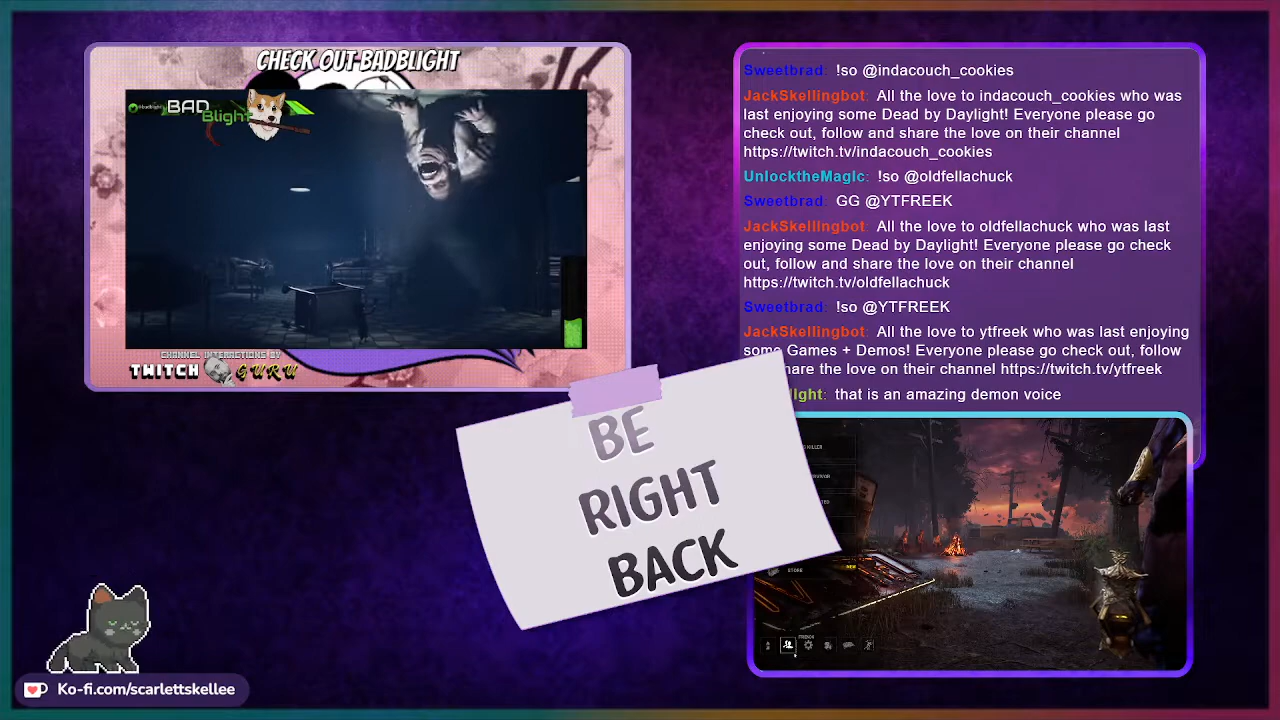 CHECK OUT BADBLIGHT
BAD
Blight
CHANNEL INTERACTIONS BY
TWITCH GURU
Sweetbrad: !so @indacouch_cookies
JackSkellingbot: All the love to indacouch_cookies who was
last enjoying some Dead by Daylight! Everyone please go
check out, follow and share the love on their channel
https://twitch.tv/indacouch_cookies
UnlocktheMagic: !so @oldfellachuck
Sweetbrad: GG @YTFREEK
JackSkellingbot: All the love to oldfellachuck who was last
enjoying some Dead by Daylight! Everyone please go check
out, follow and share the love on their channel
https://twitch.tv/oldfellachuck
Sweetbrad: !so @YTFREEK
JackSkellingbot: All the love to ytfreek who was last enjoying
some Games + Demos! Everyone please go check out, follow
share the love on their channel https://twitch.tv/ytfreek
that is an amazing demon voice
BE
RIGHT
BACK
KILLER
STORE
NEW
Ko-fi.com/scarlettskellee